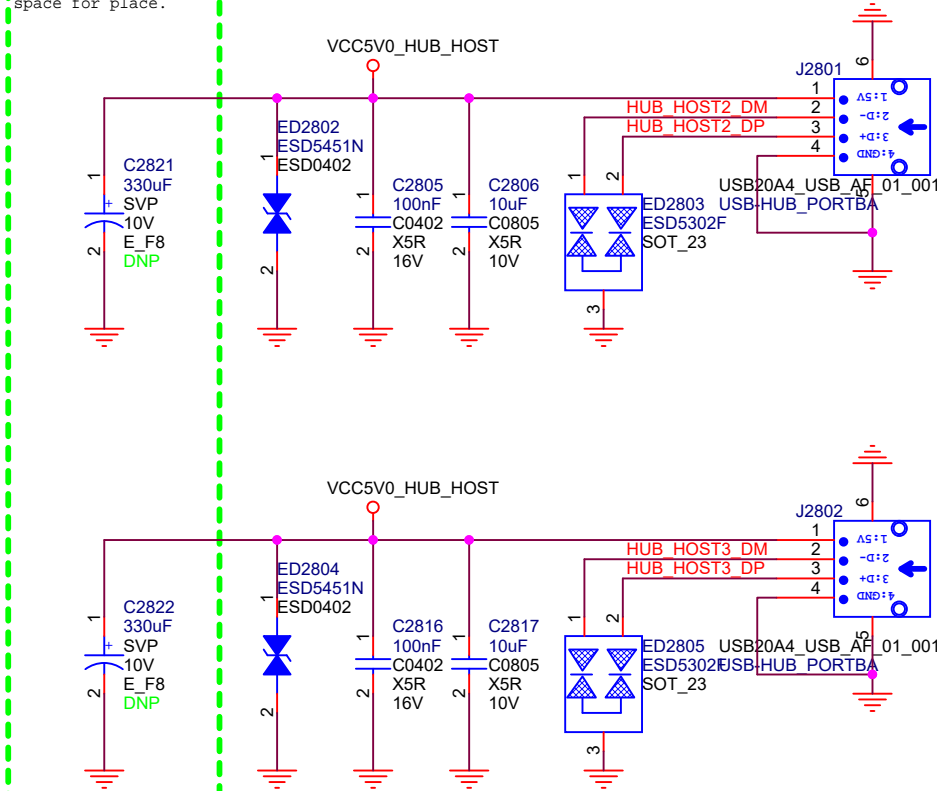 space for place.
VCC5V0_HUB_HOST
J2801
6
1
2
3
4
5
1:5V
2:D-
3:D+
4:GND
HUB_HOST2_DM
HUB_HOST2_DP
USB20A4_USB_AF_01_001
USB-HUB_PORTBA
1
C2821
330uF
SVP
10V
E_F8
DNP
+
2
1
ED2802
ESD5451N
ESD0402
2
1
C2805
100nF
C0402
X5R
16V
2
1
C2806
10uF
C0805
X5R
10V
2
1
2
ED2803
ESD5302F
SOT_23
3
VCC5V0_HUB_HOST
J2802
6
1
2
3
4
5
1:5V
2:D-
3:D+
4:GND
HUB_HOST3_DM
HUB_HOST3_DP
USB20A4_USB_AF_01_001
USB-HUB_PORTBA
1
C2822
330uF
SVP
10V
E_F8
DNP
+
2
1
ED2804
ESD5451N
ESD0402
2
1
C2816
100nF
C0402
X5R
16V
2
1
C2817
10uF
C0805
X5R
10V
2
1
2
ED2805
ESD5302F
SOT_23
3